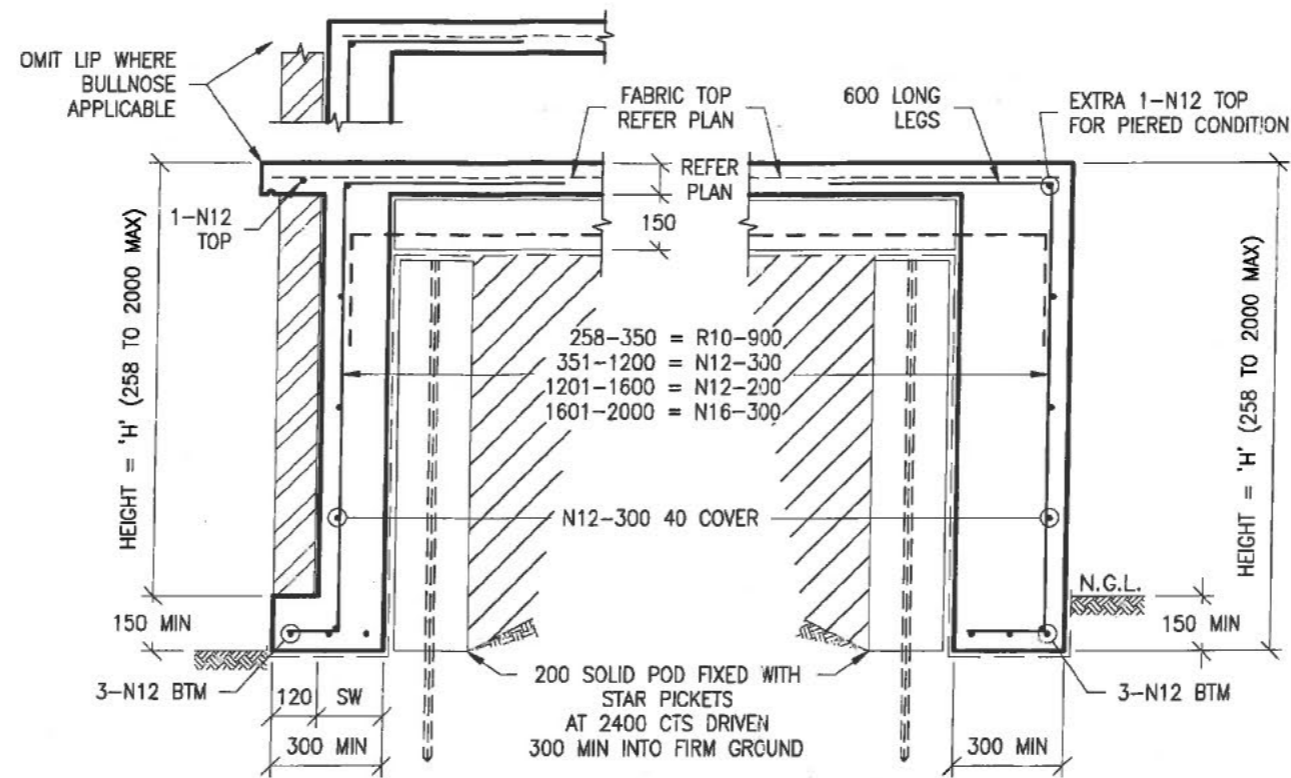 OMIT LIP WHERE
BULLNOSE
APPLICABLE
FABRIC TOP
REFER PLAN
600 LONG
LEGS
EXTRA 1-N12 TOP
FOR PIERED CONDITION
REFER
PLAN
150
1-N12
TOP
HEIGHT = 'H' (258 TO 2000 MAX)
258-350 = R10-900
351-1200 = N12-300
1201-1600 = N12-200
1601-2000 = N16-300
HEIGHT = 'H' (258 TO 2000 MAX)
N12-300 40 COVER
N.G.L.
150 MIN
150 MIN
3-N12 BTM
120 SW
300 MIN
200 SOLID POD FIXED WITH
STAR PICKETS
AT 2400 CTS DRIVEN
300 MIN INTO FIRM GROUND
3-N12 BTM
300 MIN